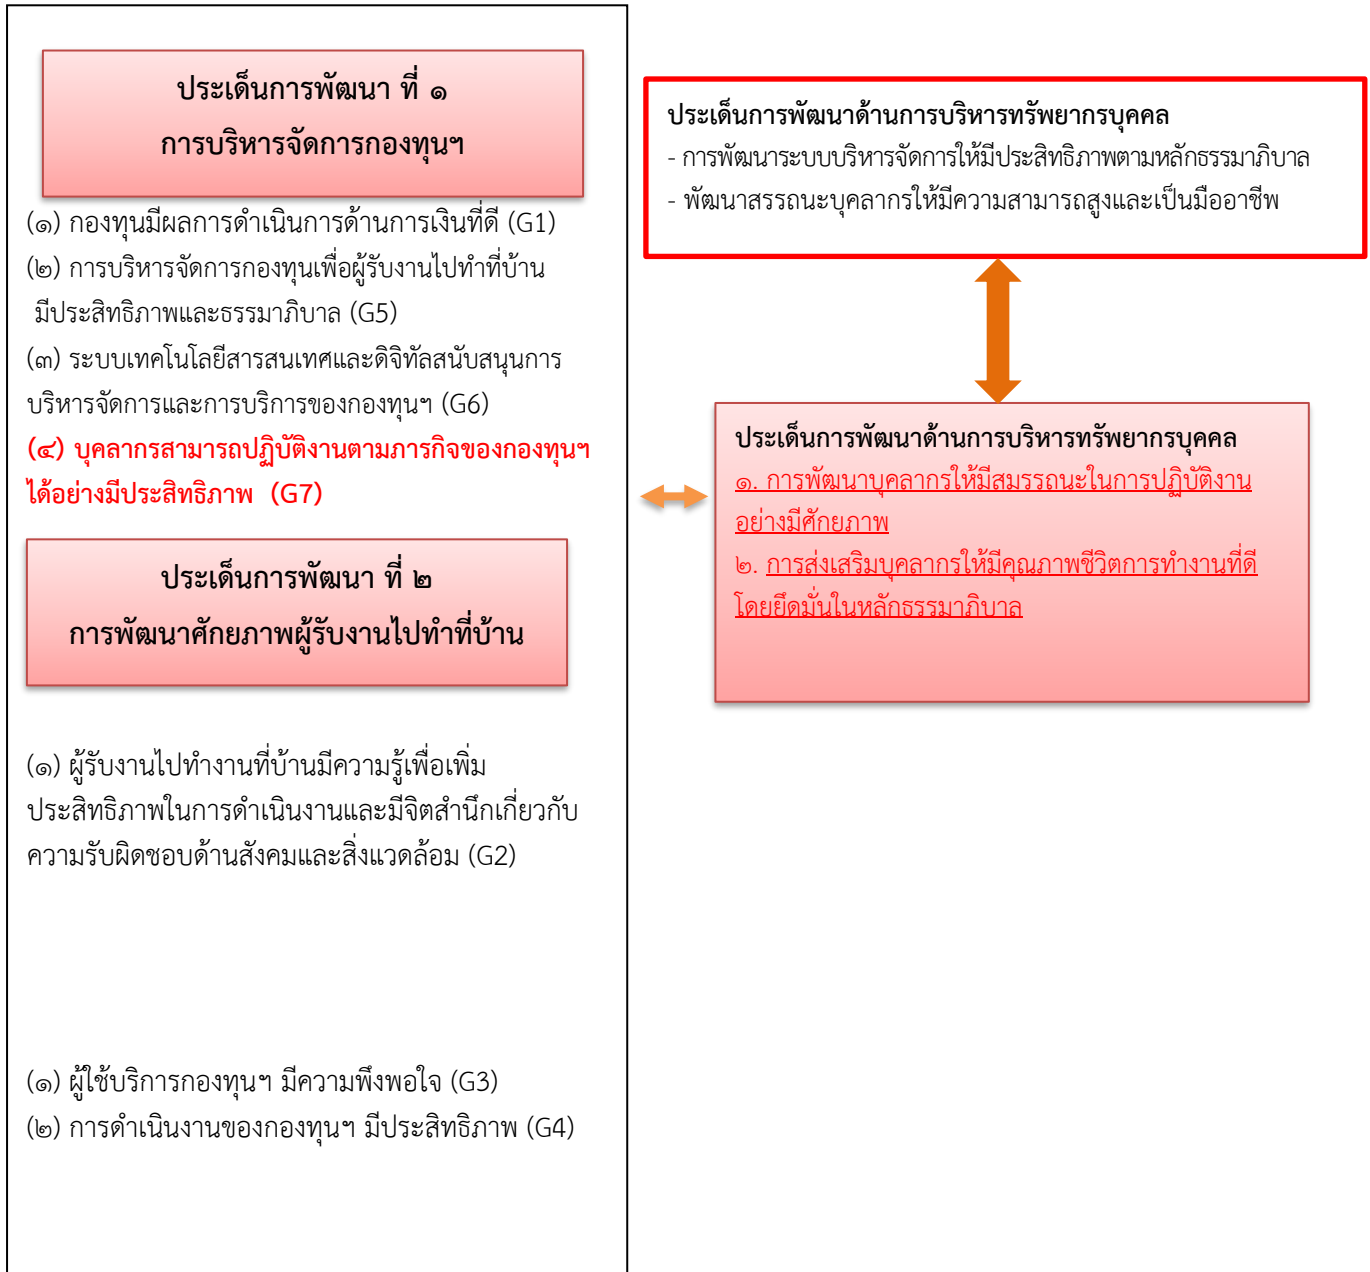 ประเด็นการพัฒนา ที่ ๑
การบริหารจัดการกองทุนฯ
(๑) กองทุนมีผลการดำเนินการด้านการเงินที่ดี (G1)
(๒) การบริหารจัดการกองทุนเพื่อผู้รับงานไปทำที่บ้าน
มีประสิทธิภาพและธรรมาภิบาล (G5)
(๓) ระบบเทคโนโลยีสารสนเทศและดิจิทัลสนับสนุนการ
บริหารจัดการและการบริการของกองทุนฯ (G6)
(๔) บุคลากรสามารถปฏิบัติงานตามภารกิจของกองทุนฯ
ได้อย่างมีประสิทธิภาพ (G7)
ประเด็นการพัฒนา ที่ ๒
การพัฒนาศักยภาพผู้รับงานไปทำที่บ้าน
(๑) ผู้รับงานไปทำงานที่บ้านมีความรู้เพื่อเพิ่ม
ประสิทธิภาพในการดำเนินงานและมีจิตสำนึกเกี่ยวกับ
ความรับผิดชอบด้านสังคมและสิ่งแวดล้อม (G2)
(๑) ผู้ใช้บริการกองทุนฯ มีความพึงพอใจ (G3)
(๒) การดำเนินงานของกองทุนฯ มีประสิทธิภาพ (G4)
ประเด็นการพัฒนาด้านการบริหารทรัพยากรบุคคล
- การพัฒนาระบบบริหารจัดการให้มีประสิทธิภาพตามหลักธรรมาภิบาล
- พัฒนาสรรถนะบุคลากรให้มีความสามารถสูงและเป็นมืออาชีพ
ประเด็นการพัฒนาด้านการบริหารทรัพยากรบุคคล
๑. การพัฒนาบุคลากรให้มีสมรรถนะในการปฏิบัติงาน
อย่างมีศักยภาพ
๒. การส่งเสริมบุคลากรให้มีคุณภาพชีวิตการทำงานที่ดี
โดยยึดมั่นในหลักธรรมาภิบาล